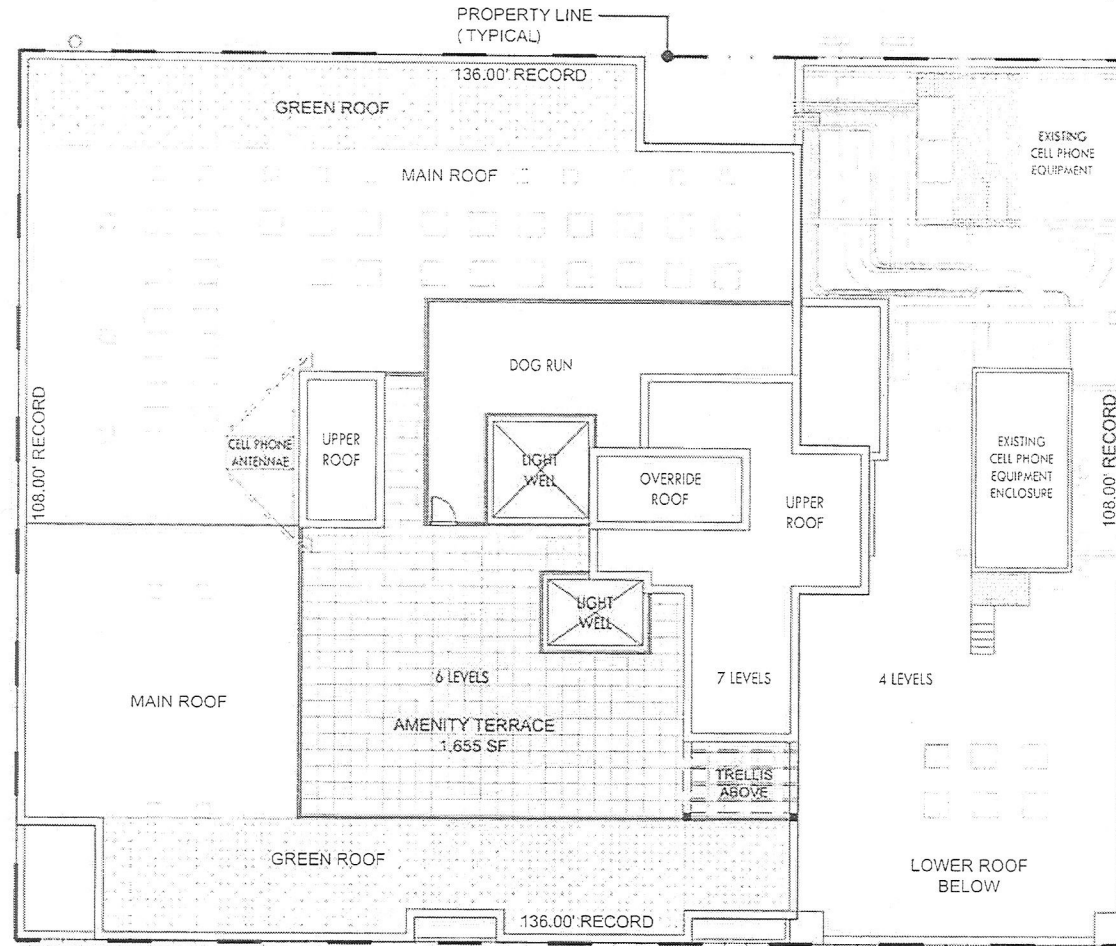 PROPERTY LINE
(TYPICAL)
136.00' RECORD
GREEN ROOF
MAIN ROOF
EXISTING
CELL PHONE
EQUIPMENT
DOG RUN
108.00' RECORD
CELL PHONE
ANTENNAE
UPPER
ROOF
LIGHT
WELL
OVERRIDE
ROOF
UPPER
ROOF
EXISTING
CELL PHONE
EQUIPMENT
ENCLOSURE
108.00' RECORD
LIGHT
WELL
6 LEVELS
7 LEVELS
4 LEVELS
MAIN ROOF
AMENITY TERRACE
1,655 SF
TRELLIS
ABOVE
GREEN ROOF
LOWER ROOF
BELOW
136.00' RECORD